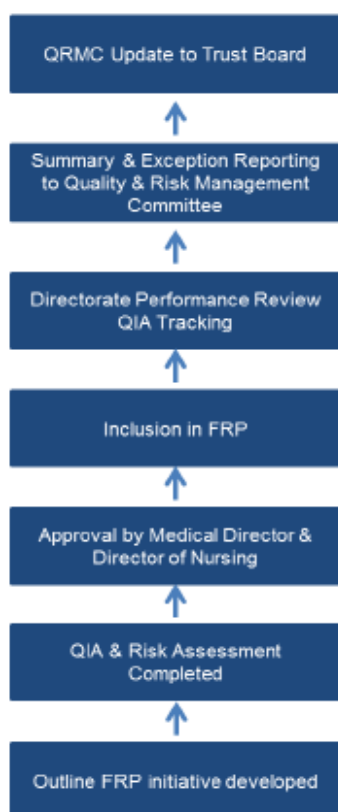 QRMC Update to Trust Board
Summary & Exception Reporting
to Quality & Risk Management
Committee
Directorate Performance Review
QIA Tracking
Inclusion in FRP
Approval by Medical Director &
Director of Nursing
QIA & Risk Assessment
Completed
Outline FRP initiative developed